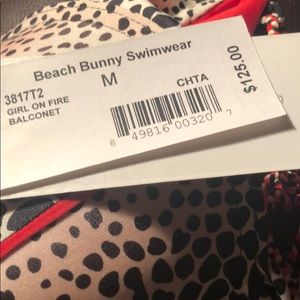 Beach Bunny Swimwear
3817T2 M CHTA
GIRL ON FIRE
BALCONET
$125.00
8 49816 00320 7